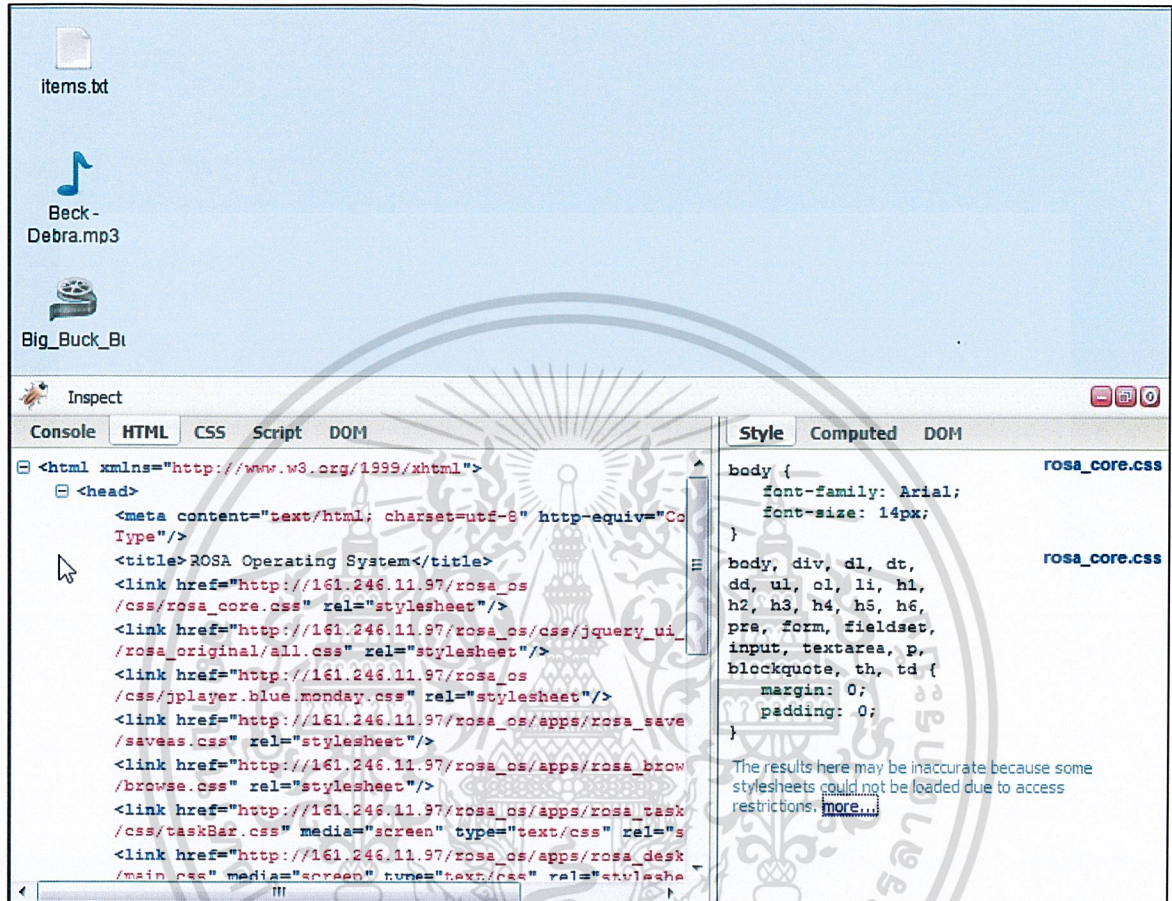 items.txt
Beck -
Debra.mp3
Big_Buck_Bu
Inspect
Console HTML CSS Script DOM
<html xmlns="http://www.w3.org/1999/xhtml">
<head>
<meta content="text/html; charset=utf-8" http-equiv="Co
Type"/>
<title>ROSA Operating System</title>
<link href="http://161.246.11.97/rosa_os
/css/rosa_core.css" rel="stylesheet"/>
<link href="http://161.246.11.97/rosa_os/css/jquery_ui_
/rosa_original/all.css" rel="stylesheet"/>
<link href="http://161.246.11.97/rosa_os
/css/jplayer.blue.monday.css" rel="stylesheet"/>
<link href="http://161.246.11.97/rosa_os/apps/rosa_save
/saveas.css" rel="stylesheet"/>
<link href="http://161.246.11.97/rosa_os/apps/rosa_brow
/browse.css" rel="stylesheet"/>
<link href="http://161.246.11.97/rosa_os/apps/rosa_task
/css/taskBar.css" media="screen" type="text/css" rel="s
<link href="http://161.246.11.97/rosa_os/apps/rosa_desk
/main.css" media="screen" type="text/css" rel="styleshe
Style Computed DOM
body { rosa_core.css
font-family: Arial;
font-size: 14px;
}
body, div, dl, dt, rosa_core.css
dd, ul, ol, li, h1,
h2, h3, h4, h5, h6,
pre, form, fieldset,
input, textarea, p,
blockquote, th, td {
margin: 0;
padding: 0;
}
The results here may be inaccurate because some
stylesheets could not be loaded due to access
restrictions. more...